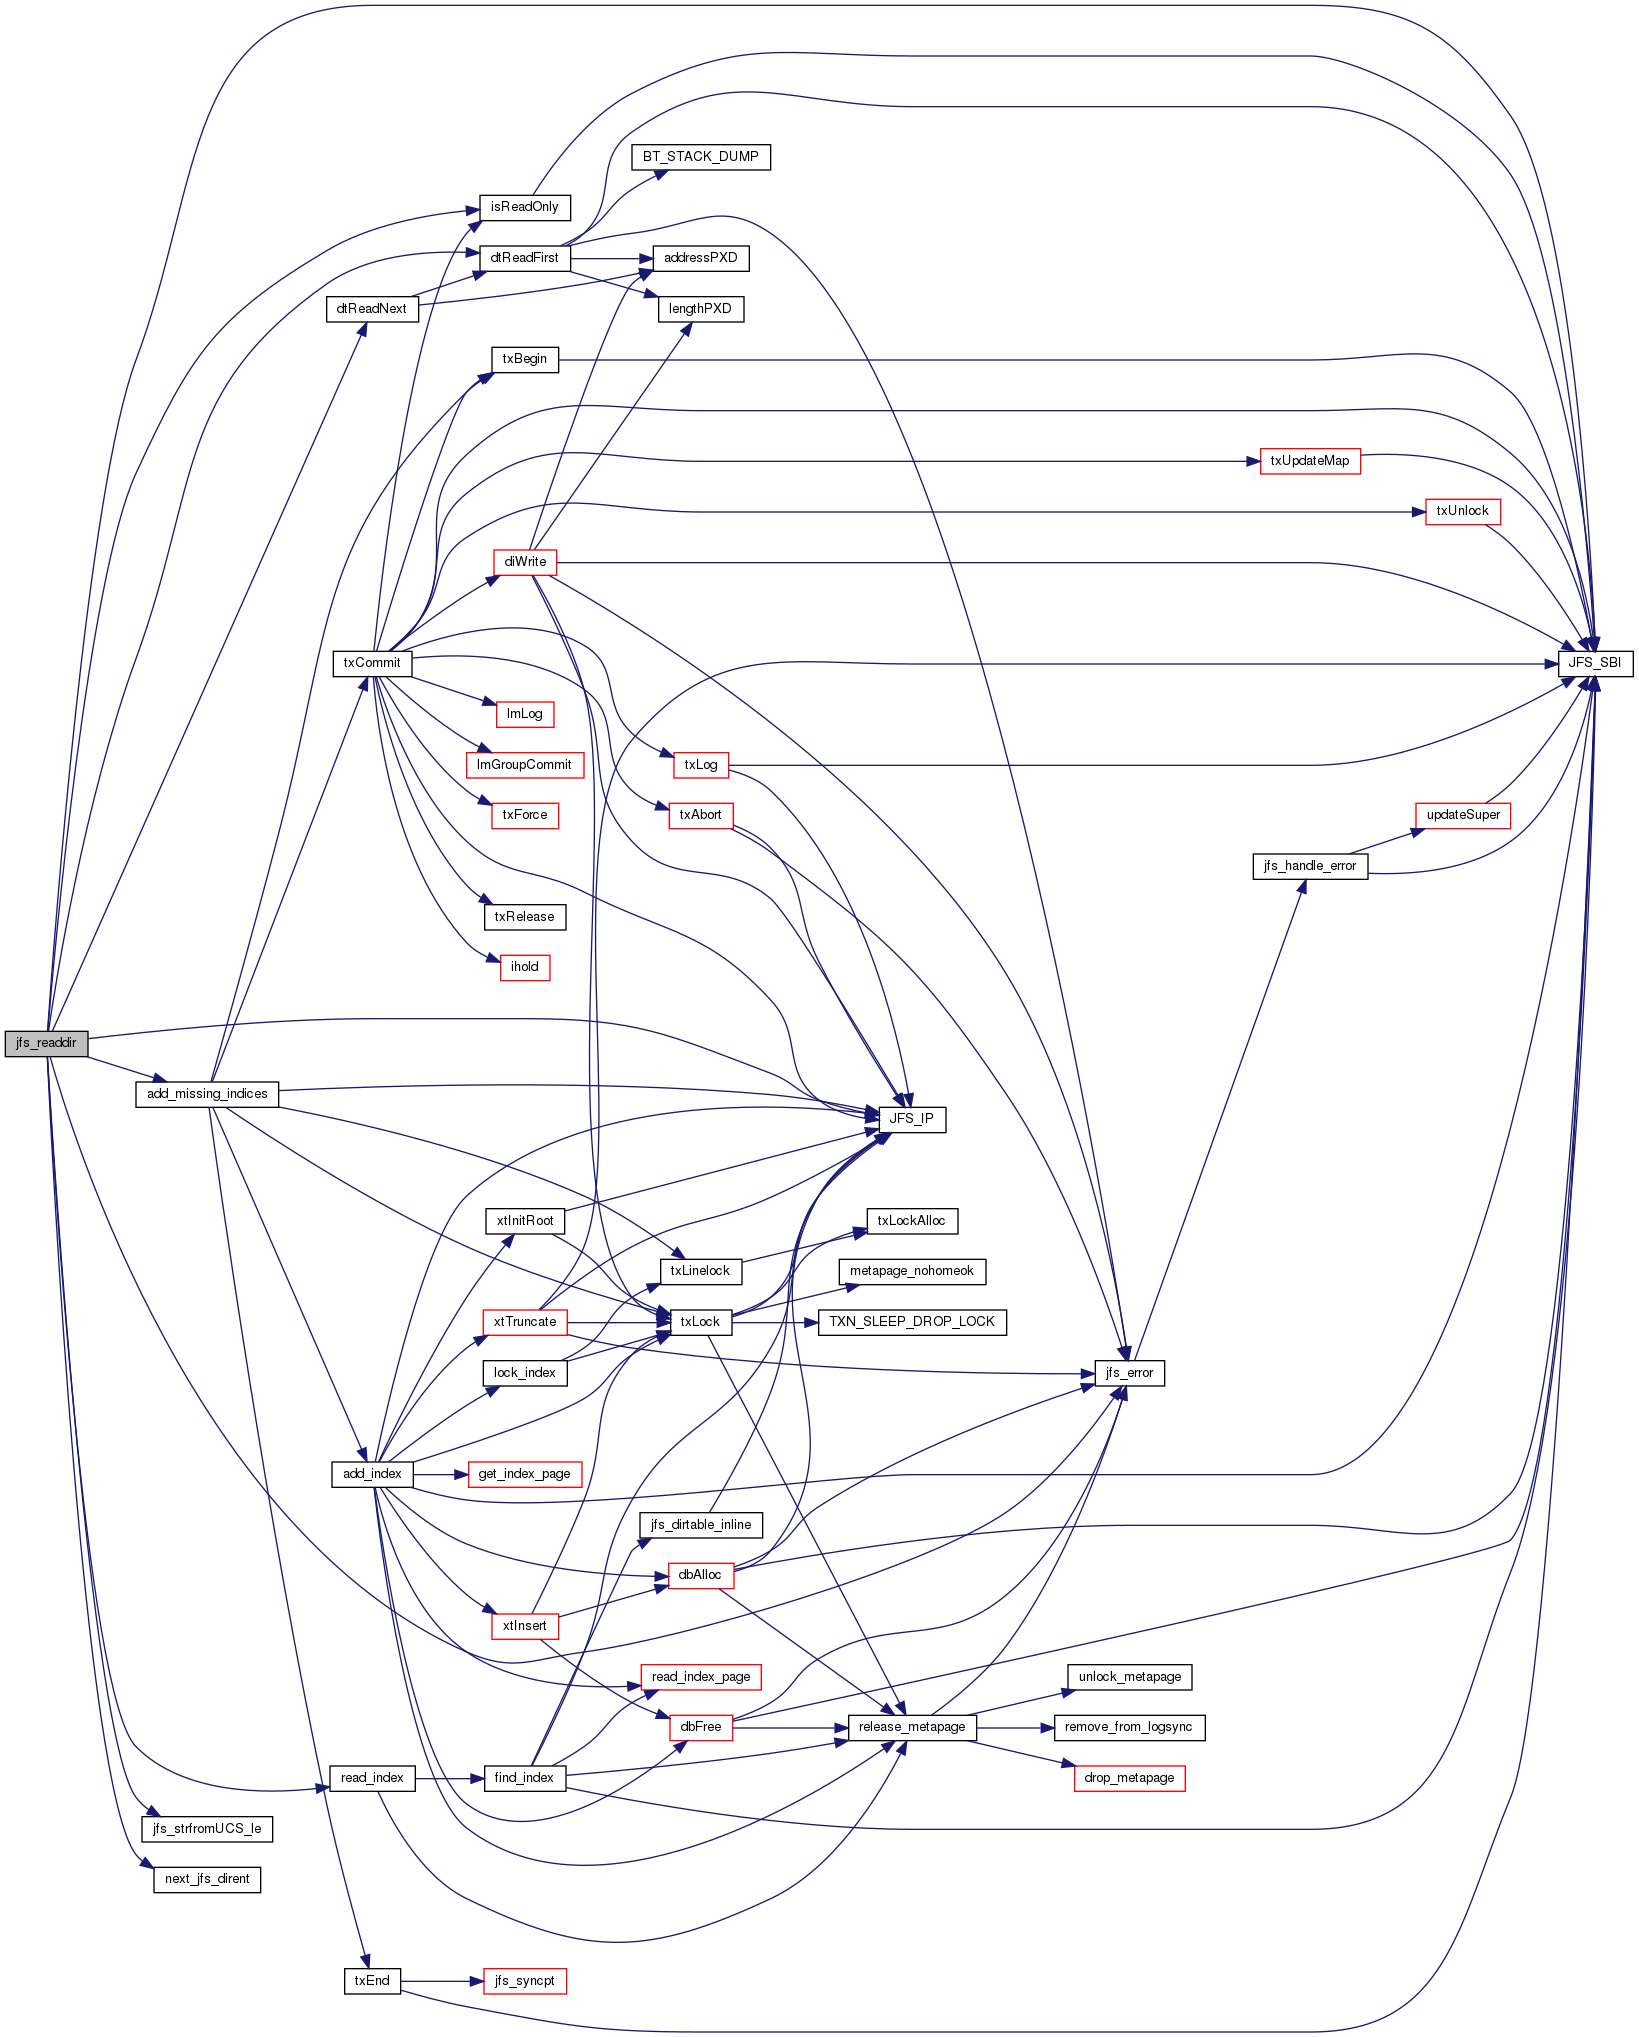 BT_STACK_DUMP
isReadOnly
dtReadFirst
addressPXD
dtReadNext
lengthPXD
txBegin
txUpdateMap
txUnlock
diWrite
txCommit
JFS_SBI
lmLog
lmGroupCommit
txLog
txForce
txAbort
updateSuper
jfs_handle_error
txRelease
ihold
jfs_readdir
add_missing_indices
JFS_IP
xtInitRoot
txLockAlloc
txLinelock
metapage_nohomeok
xtTruncate
txLock
TXN_SLEEP_DROP_LOCK
lock_index
jfs_error
add_index
get_index_page
jfs_dirtable_inline
dbAlloc
xtInsert
read_index_page
unlock_metapage
dbFree
release_metapage
remove_from_logsync
read_index
find_index
drop_metapage
jfs_strfromUCS_le
next_jfs_dirent
txEnd
jfs_syncpt